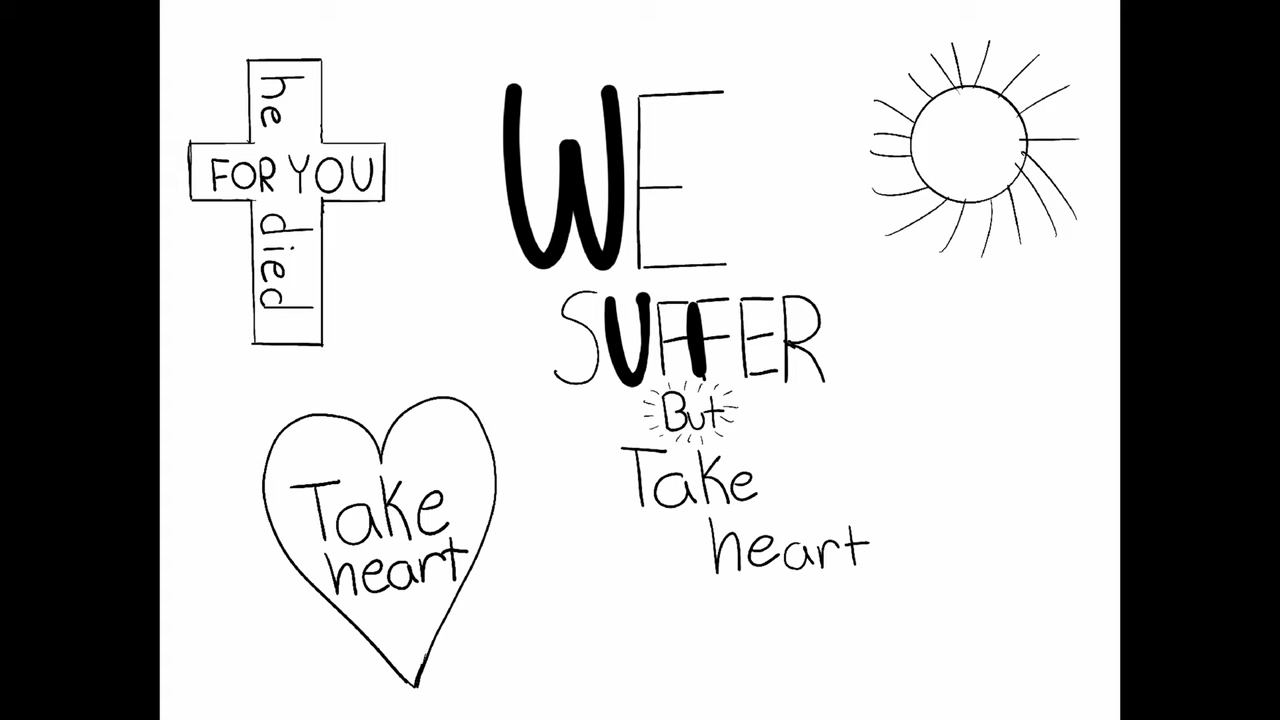 he died
FOR YOU
WE
SUFFER
But
Take
heart
Take
heart